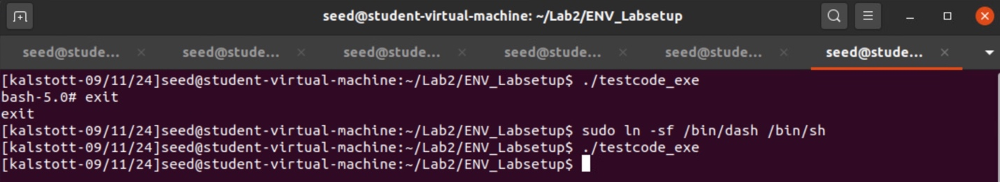 seed@student-virtual-machine: ~/Lab2/ENV_Labsetup
seed@stude... seed@stude... seed@stude... seed@stude... seed@stude... seed@stude...
[kalstott-09/11/24]seed@student-virtual-machine:~/Lab2/ENV_Labsetup$ ./testcode_exe
bash-5.0# exit
exit
[kalstott-09/11/24]seed@student-virtual-machine:~/Lab2/ENV_Labsetup$ sudo ln -sf /bin/dash /bin/sh
[kalstott-09/11/24]seed@student-virtual-machine:~/Lab2/ENV_Labsetup$ ./testcode_exe
[kalstott-09/11/24]seed@student-virtual-machine:~/Lab2/ENV_Labsetup$